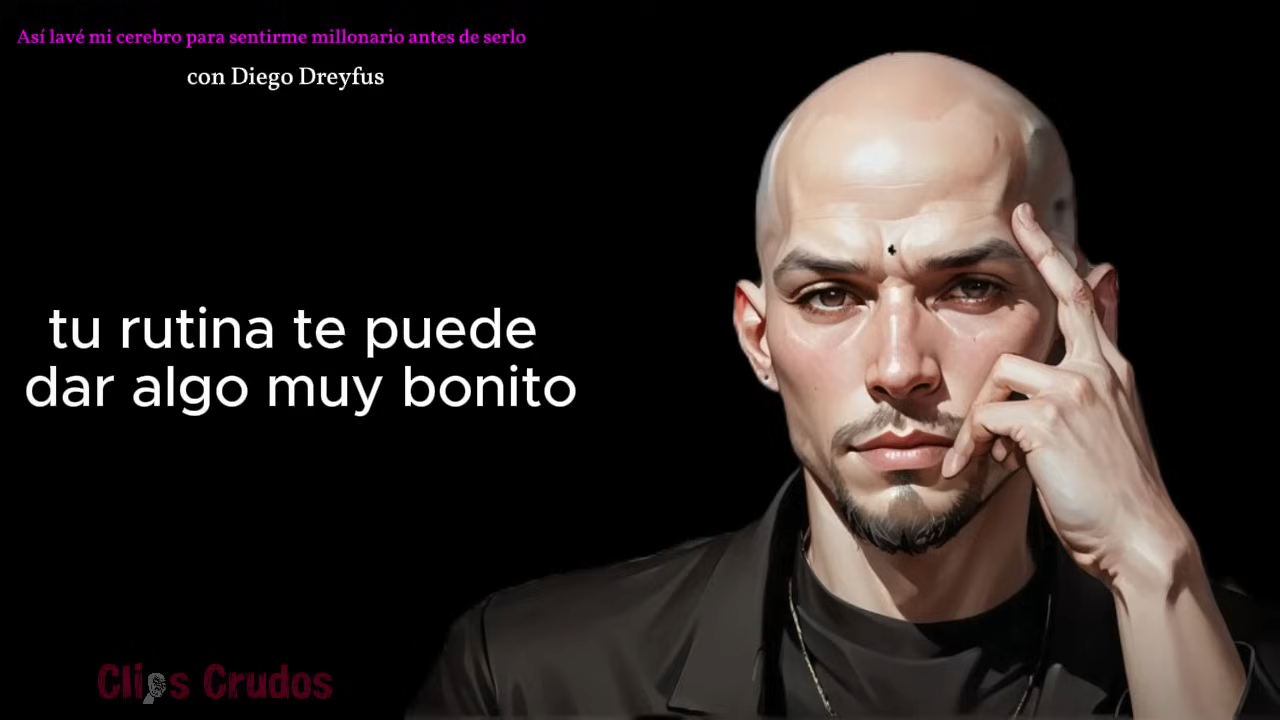 Así lavé mi cerebro para sentirme millonario antes de serlo
con Diego Dreyfus
tu rutina te puede
dar algo muy bonito
Clips Crudos